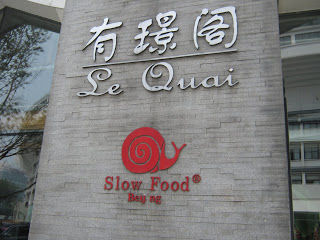 有璟阁
Le Quai
Slow Food®
Beijing